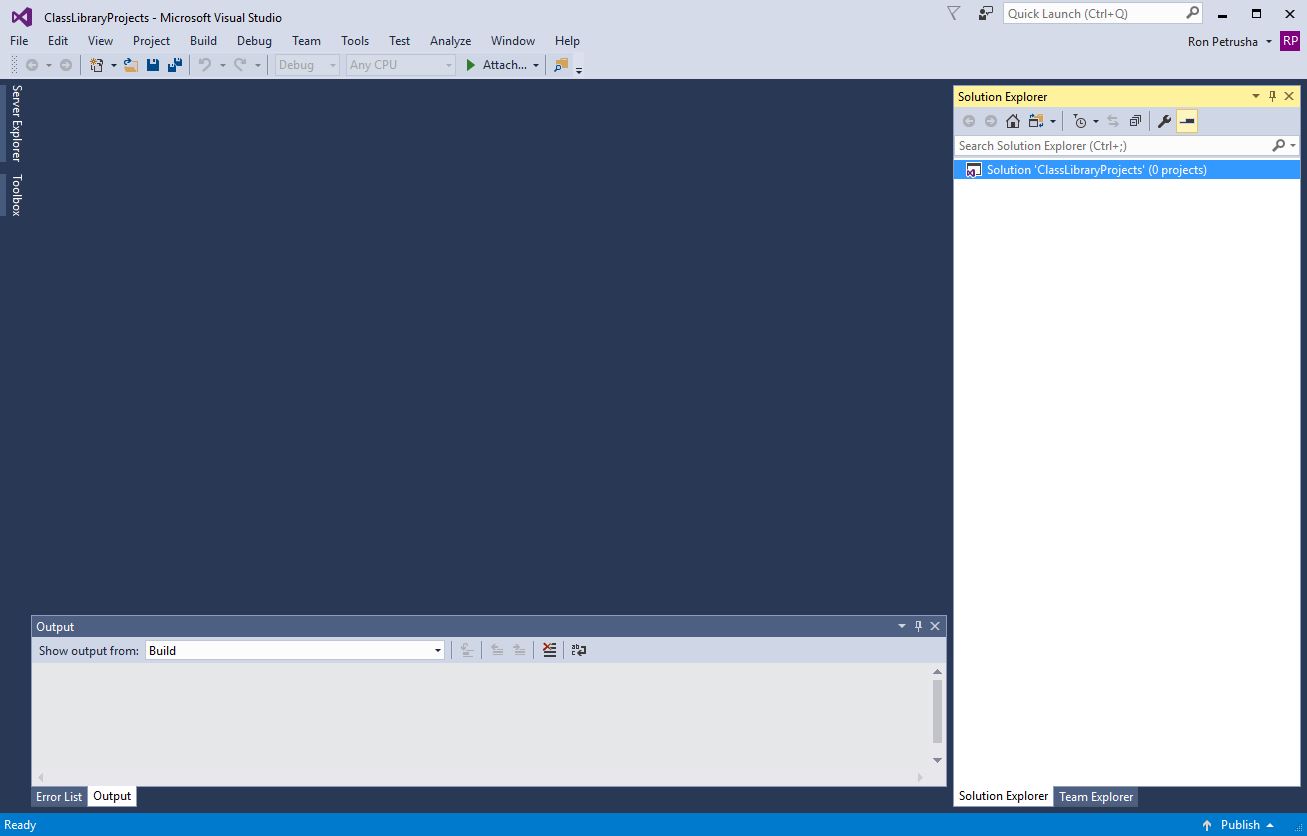 ClassLibraryProjects - Microsoft Visual Studio
Quick Launch (Ctrl+Q)
File Edit View Project Build Debug Team Tools Test Analyze Window Help
Ron Petrusha RP
Debug Any CPU Attach...
Server Explorer
Toolbox
Solution Explorer
Search Solution Explorer (Ctrl+;)
Solution 'ClassLibraryProjects' (0 projects)
Output
Show output from: Build
Error List Output
Solution Explorer Team Explorer
Ready
Publish